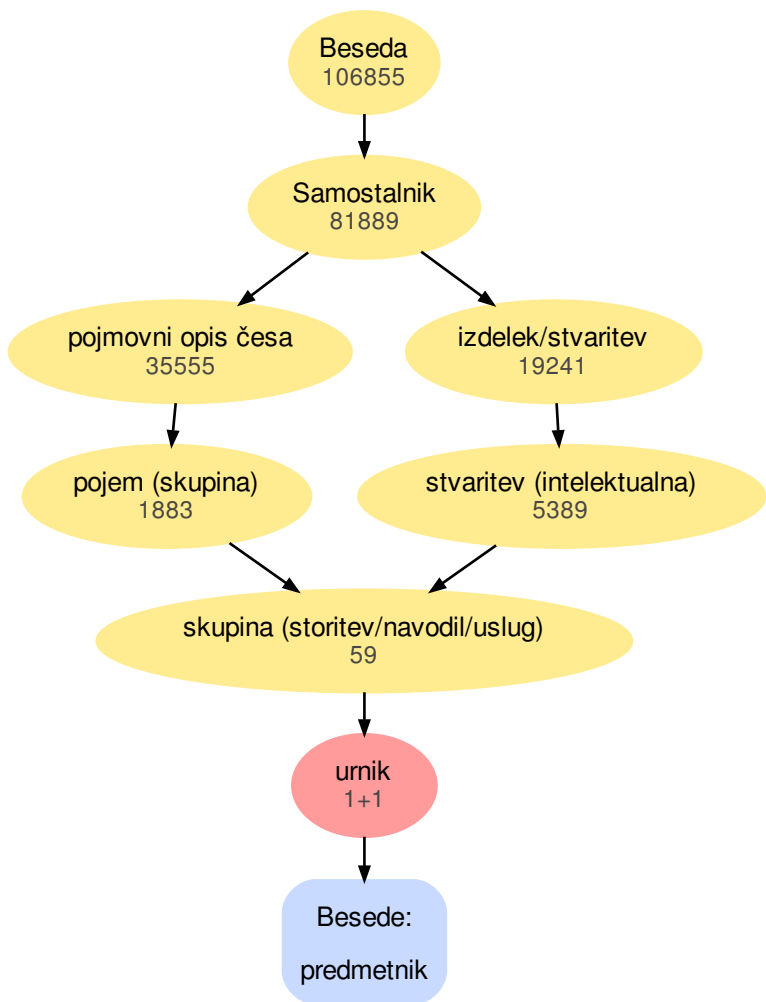 Beseda
106855
Samostalnik
81889
pojmovni opis česa
35555
izdelek/stvaritev
19241
pojem (skupina)
1883
stvaritev (intelektualna)
5389
skupina (storitev/navodil/uslug)
59
urnik
1+1
Besede:
predmetnik